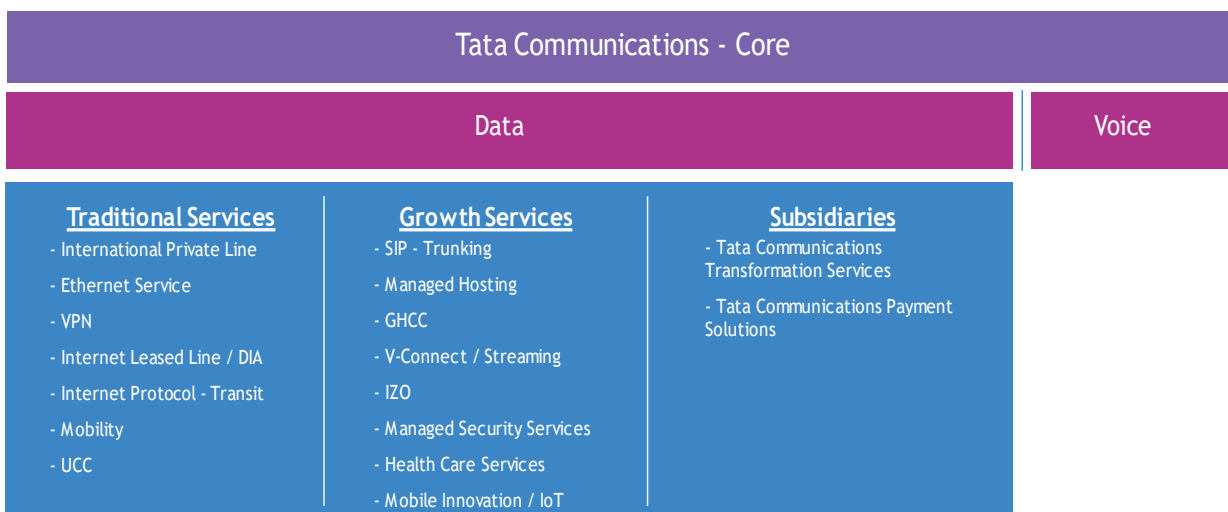 Tata Communications - Core
Data
Voice
Traditional Services
- International Private Line
- Ethernet Service
- VPN
- Internet Leased Line / DIA
- Internet Protocol - Transit
- Mobility
- UCC
Growth Services
- SIP - Trunking
- Managed Hosting
- GHCC
- V-Connect / Streaming
- IZO
- Managed Security Services
- Health Care Services
- Mobile Innovation / IoT
Subsidiaries
- Tata Communications
Transformation Services
- Tata Communications Payment
Solutions